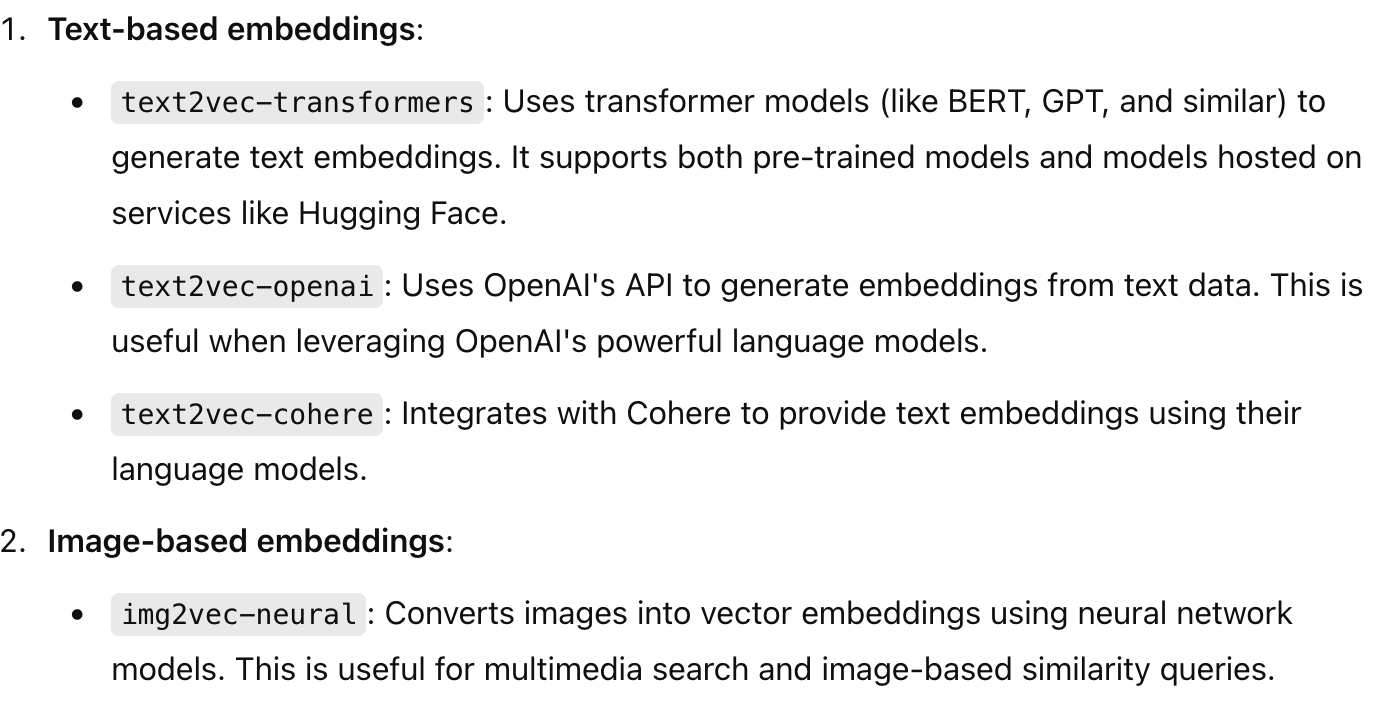 1. Text-based embeddings:
• text2vec-transformers: Uses transformer models (like BERT, GPT, and similar) to
generate text embeddings. It supports both pre-trained models and models hosted on
services like Hugging Face.
• text2vec-openai: Uses OpenAI's API to generate embeddings from text data. This is
useful when leveraging OpenAI's powerful language models.
• text2vec-cohere: Integrates with Cohere to provide text embeddings using their
language models.
2. Image-based embeddings:
• img2vec-neural: Converts images into vector embeddings using neural network
models. This is useful for multimedia search and image-based similarity queries.